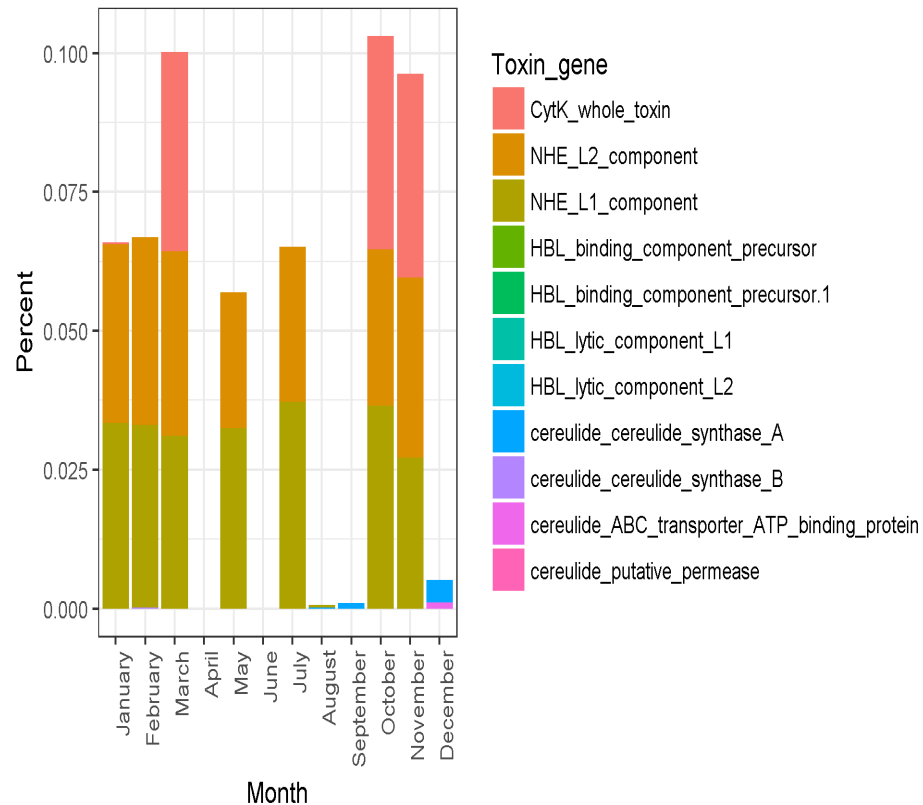 Toxin_gene
CytK_whole_toxin
NHE_L2_component
NHE_L1_component
HBL_binding_component_precursor
HBL_binding_component_precursor.1
HBL_lytic_component_L1
HBL_lytic_component_L2
cereulide_cereulide_synthase_A
cereulide_cereulide_synthase_B
cereulide_ABC_transporter_ATP_binding_protein
cereulide_putative_permease
Percent
0.100
0.075
0.050
0.025
0.000
January
February
March
April
May
June
July
August
September
October
November
December
Month